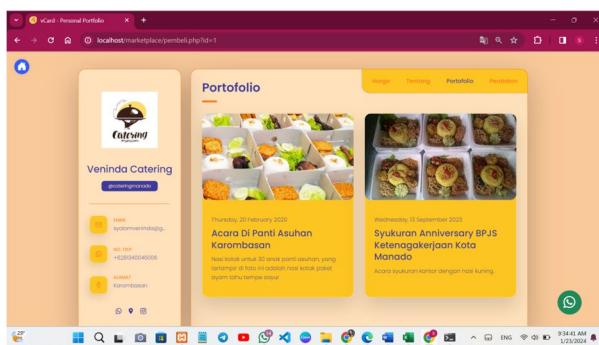 vCard - Personal Portfolio
localhost/marketplace/pembeli.php?id=1
Catering
Veninda Catering
@cateringmanado
EMAIL
syalomveninda@g...
NO. TELP
+6281340046006
ALAMAT
Karombasan
Portofolio
Harga Tentang Portofolio Pendaftaran
Thursday, 20 February 2020
Acara Di Panti Asuhan
Karombasan
Nasi kotak untuk 30 anak panti asuhan, yang
terlampir di foto ini adalah nasi kotak paket
ayam tahu tempe sayur
Wednesday, 13 September 2023
Syukuran Anniversary BPJS
Ketenagakerjaan Kota
Manado
Acara syukuran kantor dengan nasi kuning.
29°
ENG
9:34:41 AM
1/23/2024